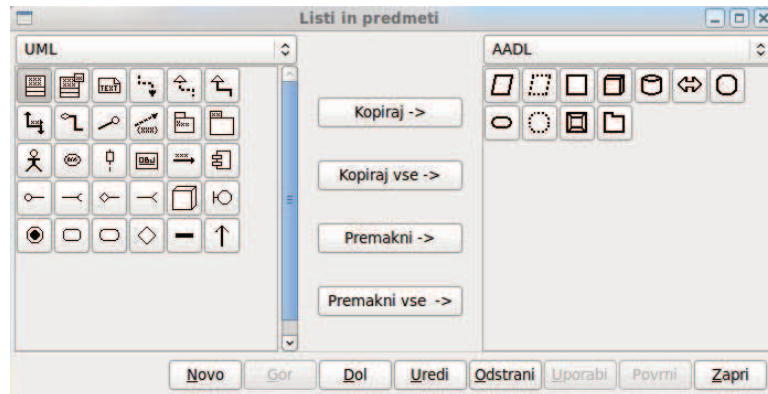 Listi in predmeti
UML
AADL
Kopiraj ->
Kopiraj vse ->
Premakni ->
Premakni vse ->
Novo Gor Dol Uredi Odstrani Uporabi Povrni Zapri